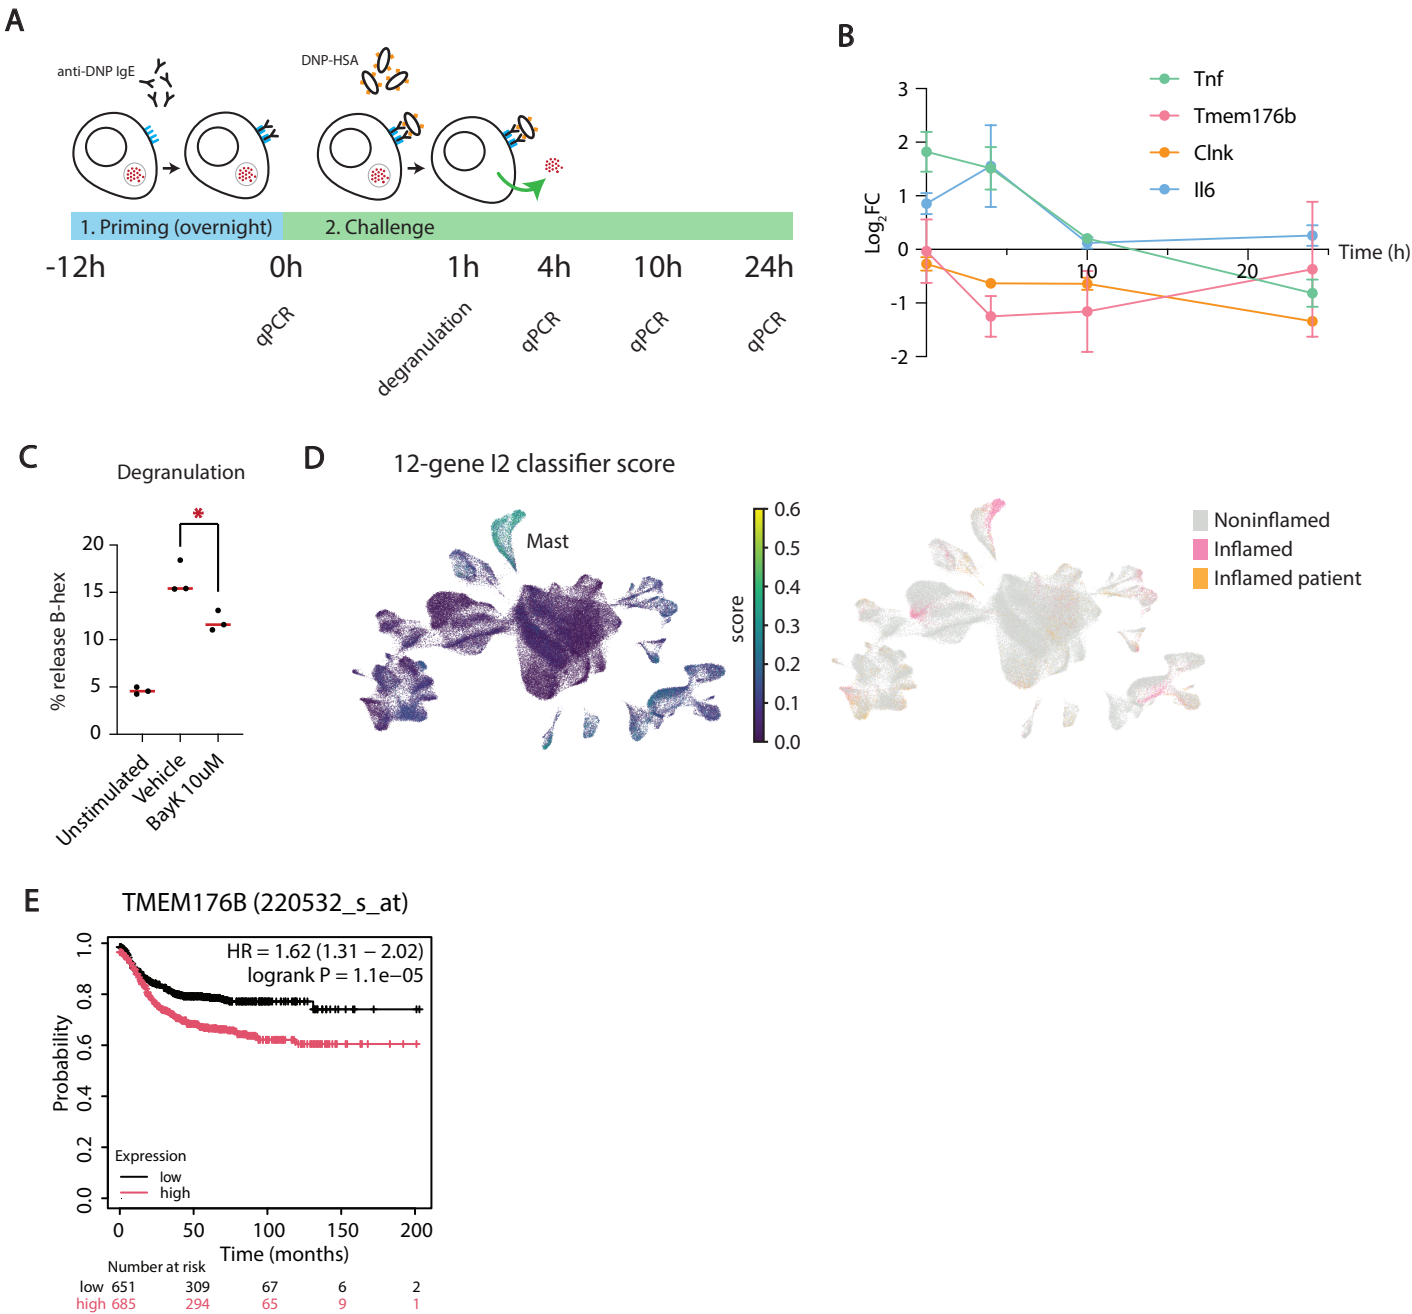 A
anti-DNP IgE
DNP-HSA
1. Priming (overnight)
2. Challenge
-12h
0h
1h
4h
10h
24h
qPCR
degranulation
qPCR
qPCR
qPCR
B
Tnf
Tmem176b
Clnk
Il6
Log2FC
3
2
1
0
-1
-2
10
20
Time (h)
C
Degranulation
*
% release B-hex
20
15
10
5
0
Unstimulated
Vehicle
BayK 10uM
D
12-gene I2 classifier score
Mast
score
0.6
0.5
0.4
0.3
0.2
0.1
0.0
Noninflamed
Inflamed
Inflamed patient
E
TMEM176B (220532_s_at)
HR = 1.62 (1.31 − 2.02)
logrank P = 1.1e−05
Probability
1.0
0.8
0.6
0.4
0.2
0.0
Expression
low
high
0 50 100 150 200
Time (months)
Number at risk
low 651 309 67 6 2
high 685 294 65 9 1